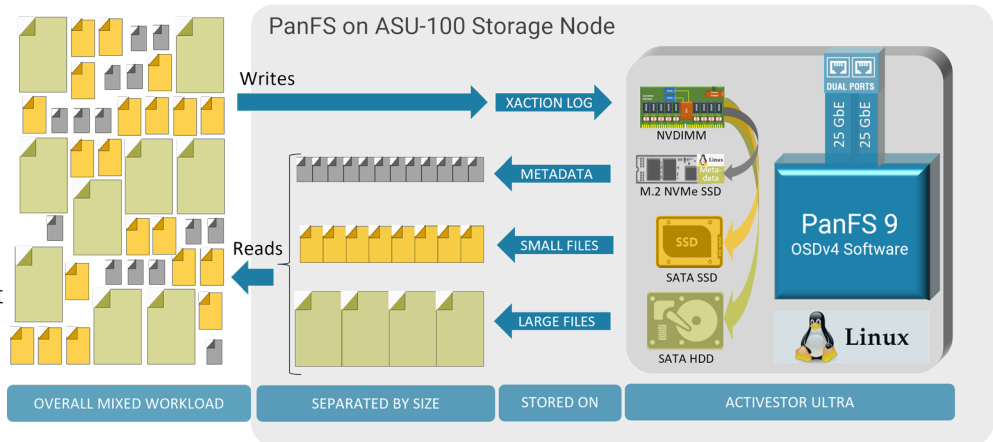 PanFS on ASU-100 Storage Node
Writes
XACTION LOG
NVDIMM
DUAL PORTS
25 GbE
25 GbE
METADATA
Linux
Meta-
data
M.2 NVMe SSD
PanFS 9
OSDv4 Software
Reads
SMALL FILES
SSD
SATA SSD
LARGE FILES
SATA HDD
Linux
OVERALL MIXED WORKLOAD
SEPARATED BY SIZE
STORED ON
ACTIVESTOR ULTRA